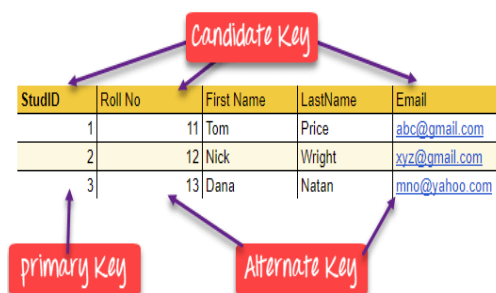 Candidate Key
StudID Roll No First Name LastName Email
1 11 Tom Price abc@gmail.com
2 12 Nick Wright xyz@gmail.com
3 13 Dana Natan mno@yahoo.com
primary Key Alternate Key